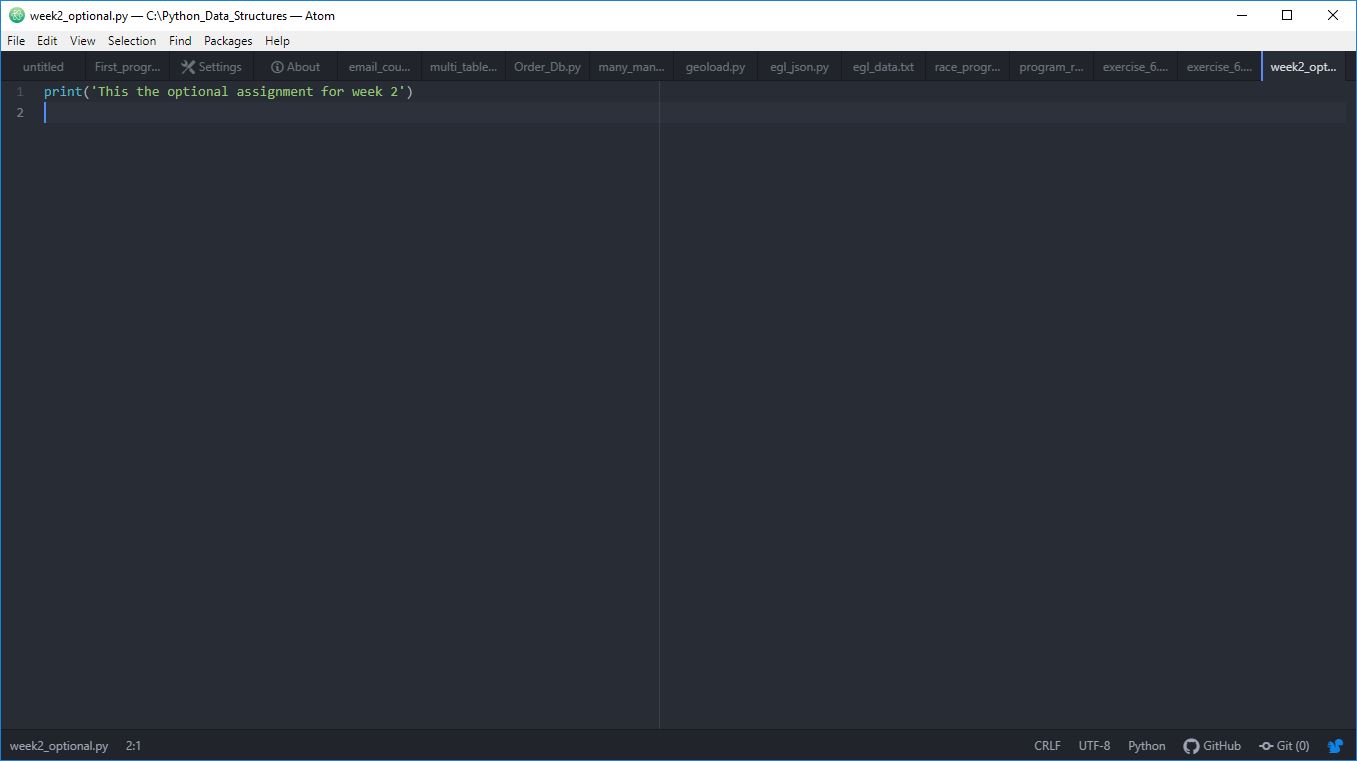 week2_optional.py — C:\Python_Data_Structures — Atom
File Edit View Selection Find Packages Help
untitled First_progr... Settings About email_cou... multi_table... Order_Db.py many_man... geoload.py egl_json.py egl_data.txt race_progr... program_r... exercise_6.... exercise_6.... week2_opt...
1 print('This the optional assignment for week 2')
2
week2_optional.py 2:1 CRLF UTF-8 Python GitHub Git (0)